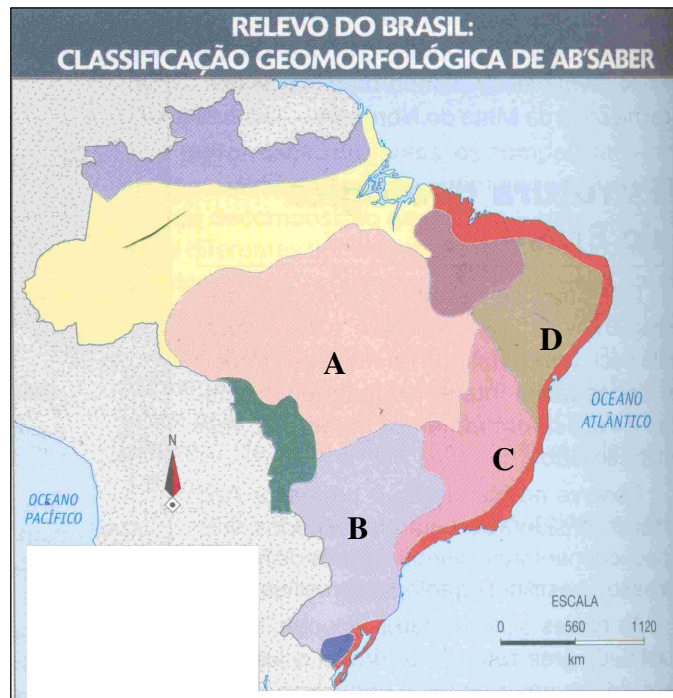 RELEVO DO BRASIL:
CLASSIFICAÇÃO GEOMORFOLÓGICA DE AB'SABER
A
D
OCEANO
ATLÂNTICO
C
N
OCEANO
PACÍFICO
B
ESCALA
0 560 1120
km